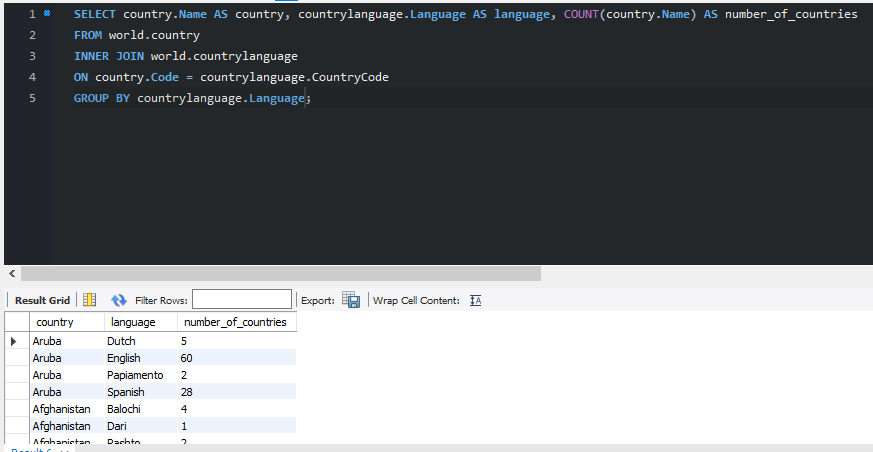 1 SELECT country.Name AS country, countrylanguage.Language AS language, COUNT(country.Name) AS number_of_countries
2 FROM world.country
3 INNER JOIN world.countrylanguage
4 ON country.Code = countrylanguage.CountryCode
5 GROUP BY countrylanguage.Language;
Result Grid Filter Rows: Export: Wrap Cell Content: IA
country language number_of_countries
Aruba Dutch 5
Aruba English 60
Aruba Papiamento 2
Aruba Spanish 28
Afghanistan Balochi 4
Afghanistan Dari 1
Afghanistan Pashto 2